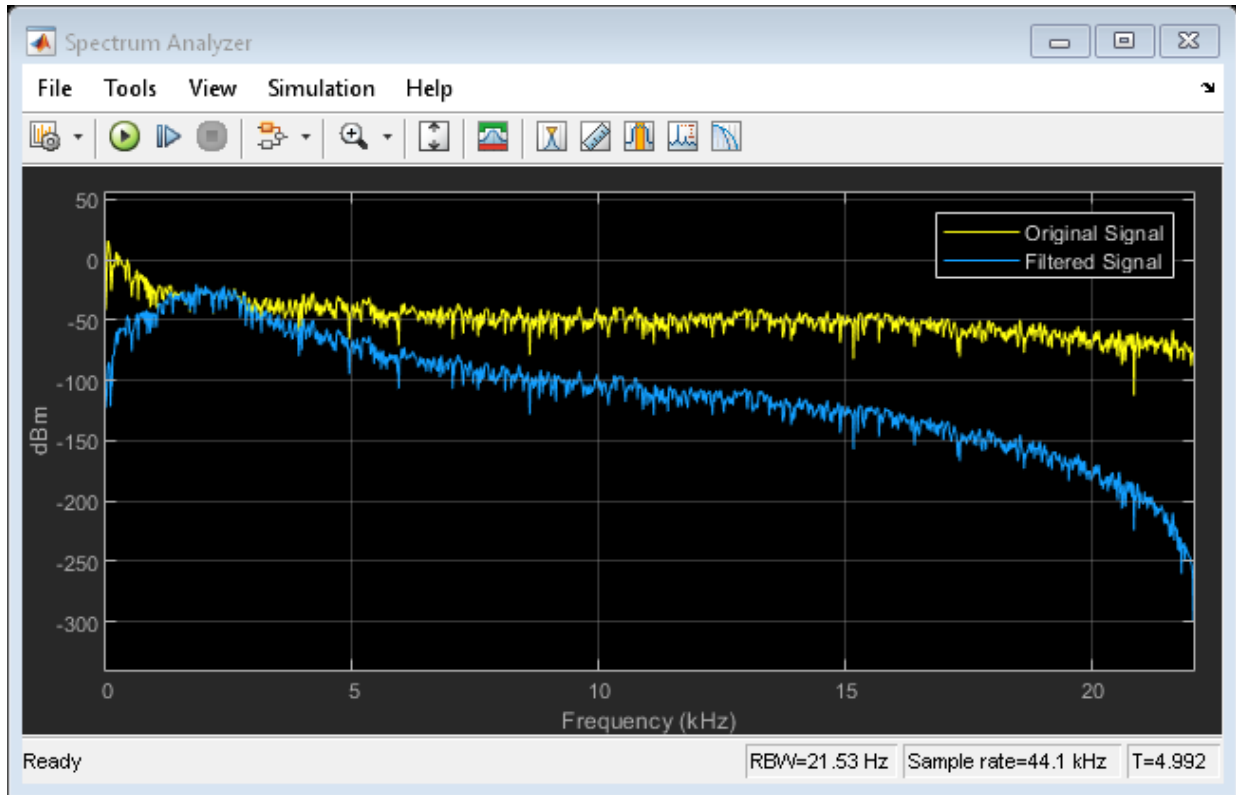 Spectrum Analyzer
File Tools View Simulation Help
50
0
-50
-100
-150
-200
-250
-300
dBm
Original Signal
Filtered Signal
0 5 10 15 20
Frequency (kHz)
Ready RBW=21.53 Hz Sample rate=44.1 kHz T=4.992